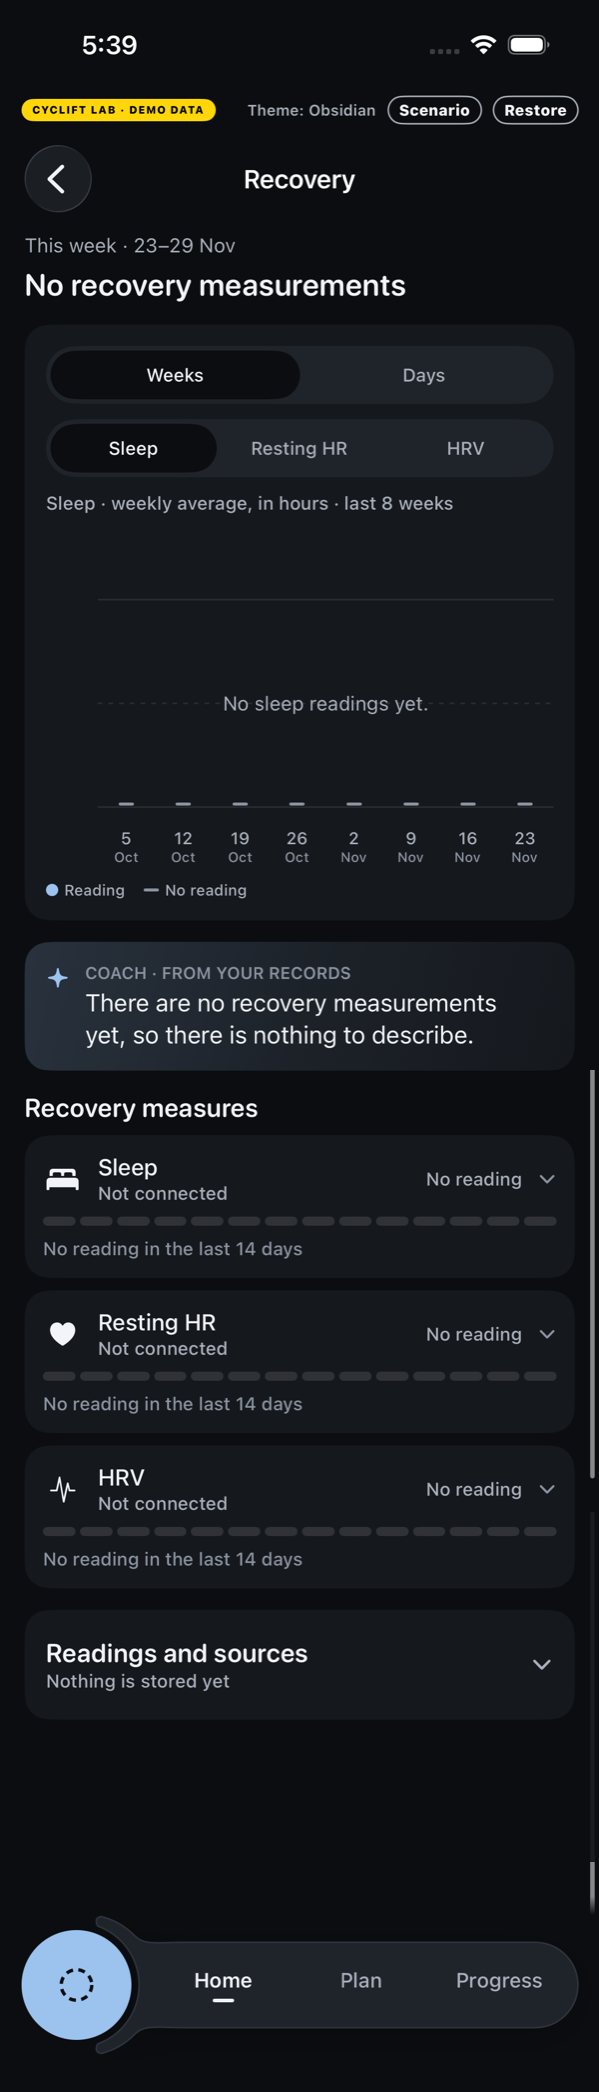 5:39
CYCLIFT LAB · DEMO DATA
Theme: Obsidian
Scenario
Restore
Recovery
This week · 23–29 Nov
No recovery measurements
Weeks
Days
Sleep
Resting HR
HRV
Sleep · weekly average, in hours · last 8 weeks
No sleep readings yet.
5 12 19 26 2 9 16 23
Oct Oct Oct Oct Nov Nov Nov Nov
Reading
No reading
COACH · FROM YOUR RECORDS
There are no recovery measurements
yet, so there is nothing to describe.
Recovery measures
Sleep
Not connected
No reading
No reading in the last 14 days
Resting HR
Not connected
No reading
No reading in the last 14 days
HRV
Not connected
No reading
No reading in the last 14 days
Readings and sources
Nothing is stored yet
Home
Plan
Progress